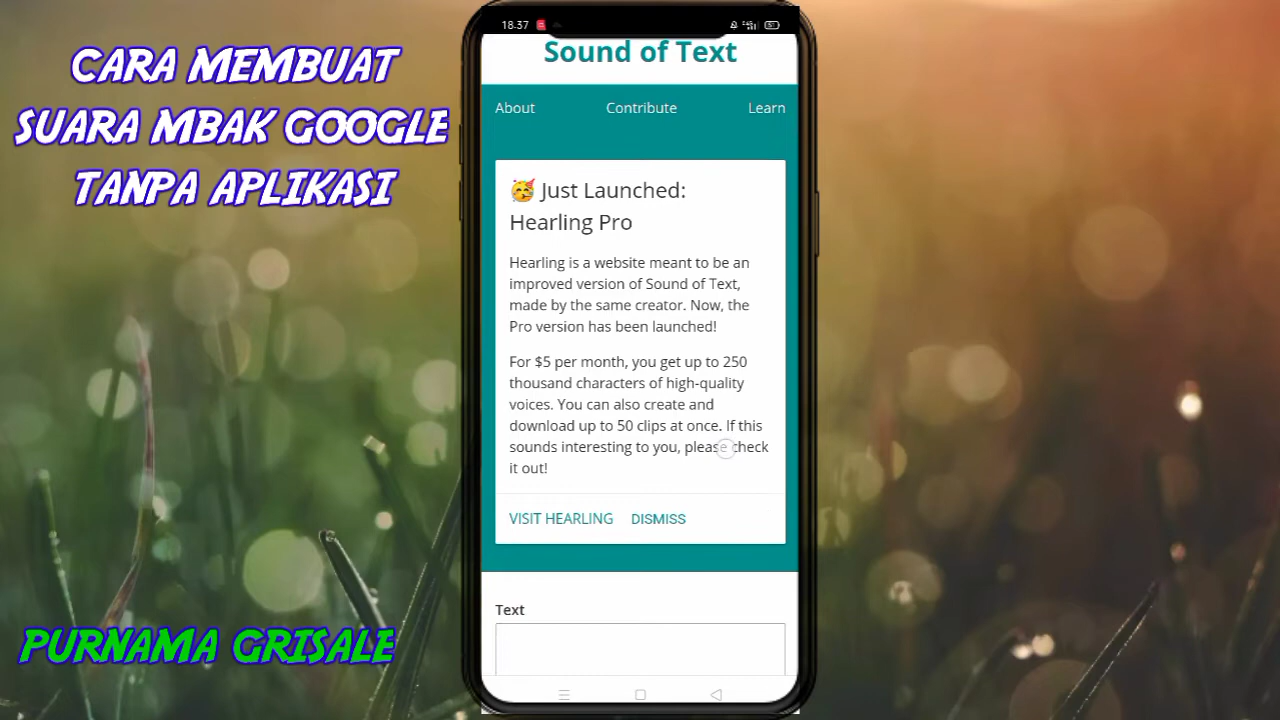 CARA MEMBUAT
SUARA MBAK GOOGLE
TANPA APLIKASI
PURNAMA GRISALE
18.37
Sound of Text
About Contribute Learn
🥳 Just Launched:
Hearling Pro
Hearling is a website meant to be an
improved version of Sound of Text,
made by the same creator. Now, the
Pro version has been launched!
For $5 per month, you get up to 250
thousand characters of high-quality
voices. You can also create and
download up to 50 clips at once. If this
sounds interesting to you, please check
it out!
VISIT HEARLING DISMISS
Text